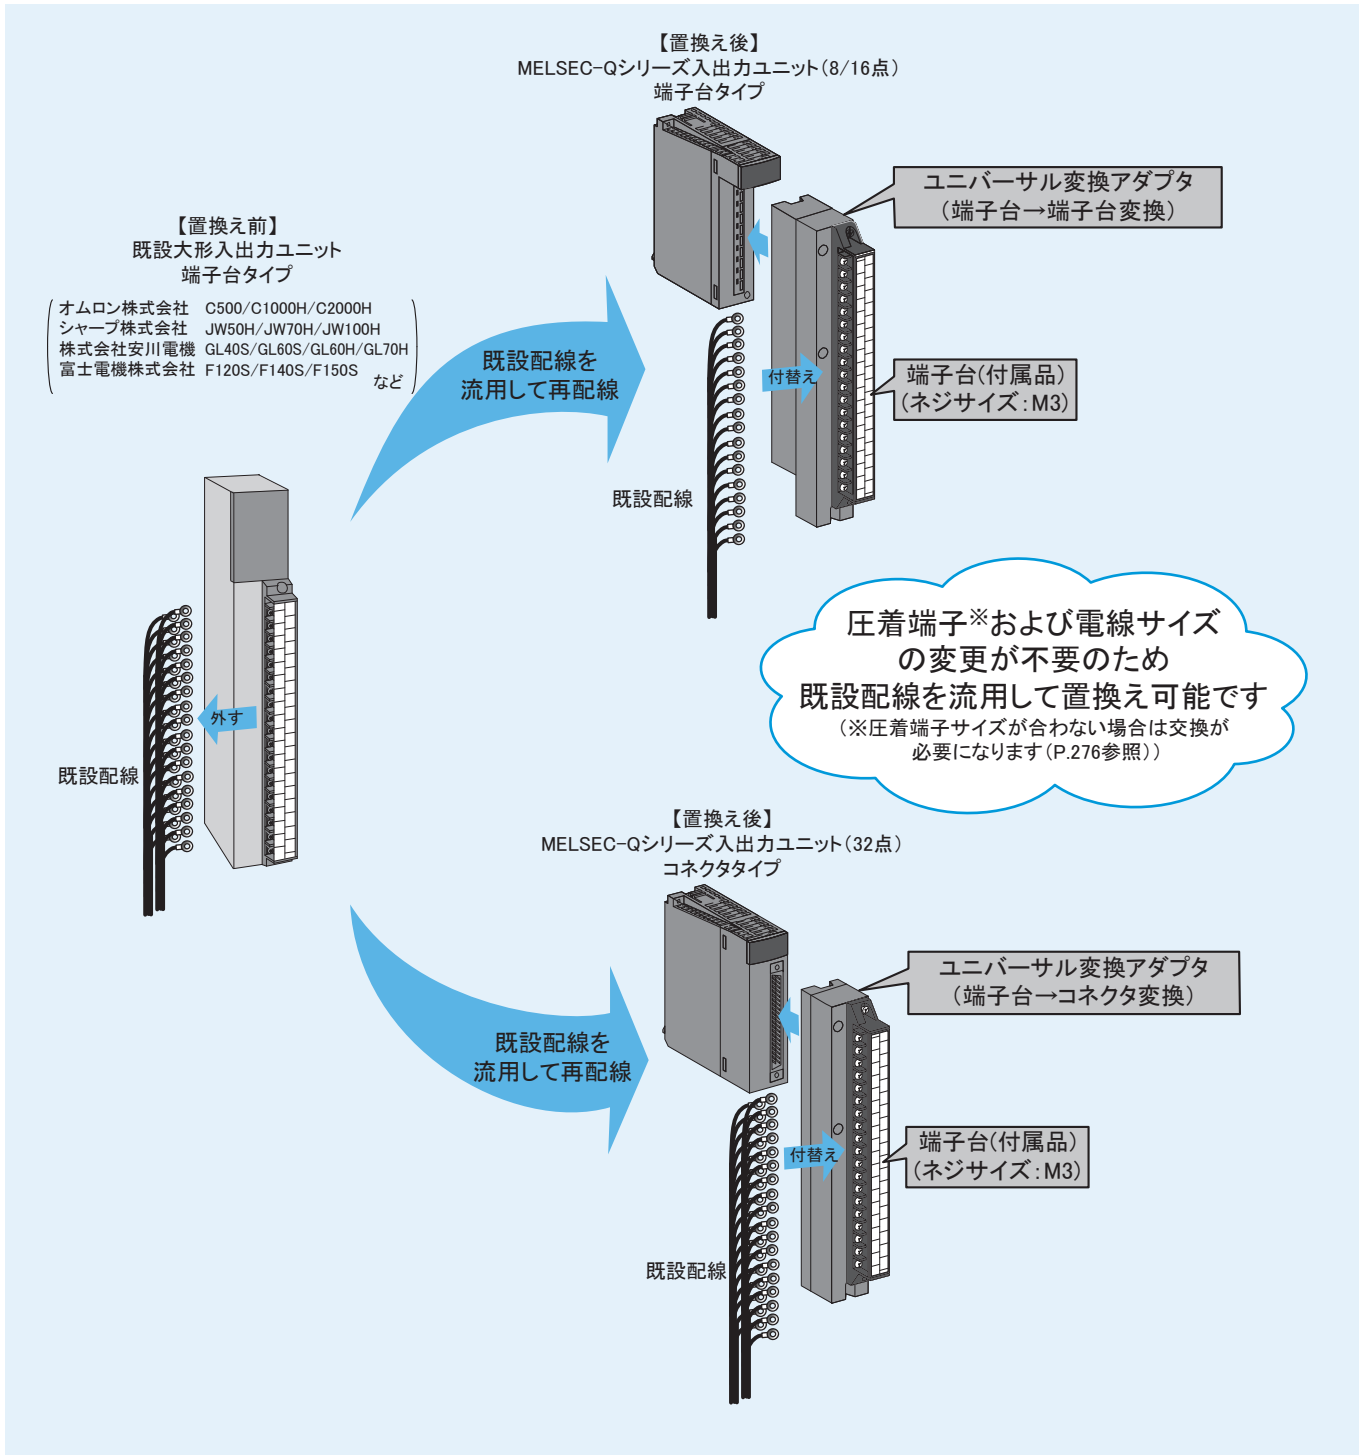 【置換え後】
MELSEC-Qシリーズ入出力ユニット(8/16点)
端子台タイプ
ユニバーサル変換アダプタ
(端子台→端子台変換)
【置換え前】
既設大形入出力ユニット
端子台タイプ
オムロン株式会社 C500/C1000H/C2000H
シャープ株式会社 JW50H/JW70H/JW100H
株式会社安川電機 GL40S/GL60S/GL60H/GL70H
富士電機株式会社 F120S/F140S/F150S
など
既設配線を
流用して再配線
付替え
端子台(付属品)
(ネジサイズ:M3)
既設配線
外す
既設配線
圧着端子※および電線サイズ
の変更が不要のため
既設配線を流用して置換え可能です
(※圧着端子サイズが合わない場合は交換が
必要になります(P.276参照))
【置換え後】
MELSEC-Qシリーズ入出力ユニット(32点)
コネクタタイプ
ユニバーサル変換アダプタ
(端子台→コネクタ変換)
既設配線を
流用して再配線
付替え
端子台(付属品)
(ネジサイズ:M3)
既設配線